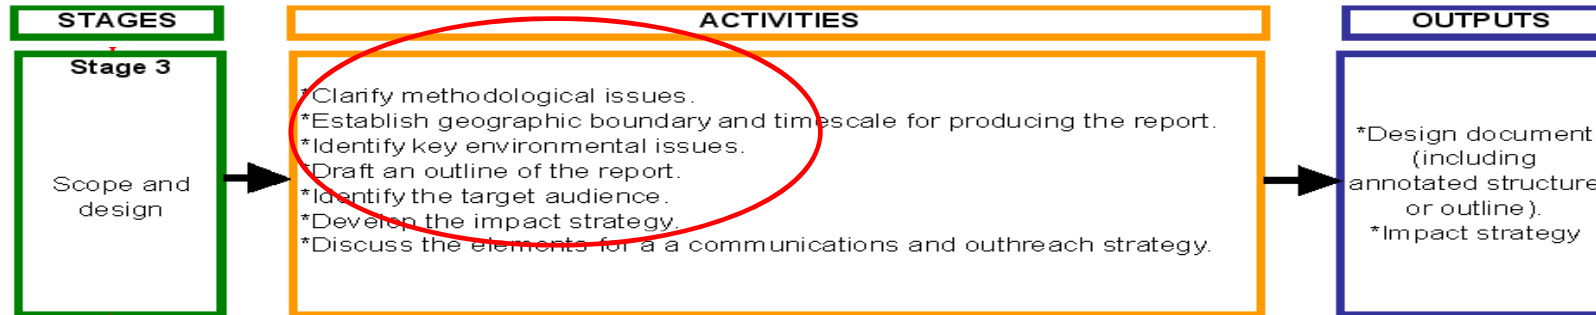 STAGES
ACTIVITIES
OUTPUTS
Stage 3
Scope and
design
*Clarify methodological issues.
*Establish geographic boundary and timescale for producing the report.
*Identify key environmental issues.
*Draft an outline of the report.
*Identify the target audience.
*Develop the impact strategy.
*Discuss the elements for a a communications and outhreach strategy.
*Design document
(including
annotated structure
or outline).
*Impact strategy